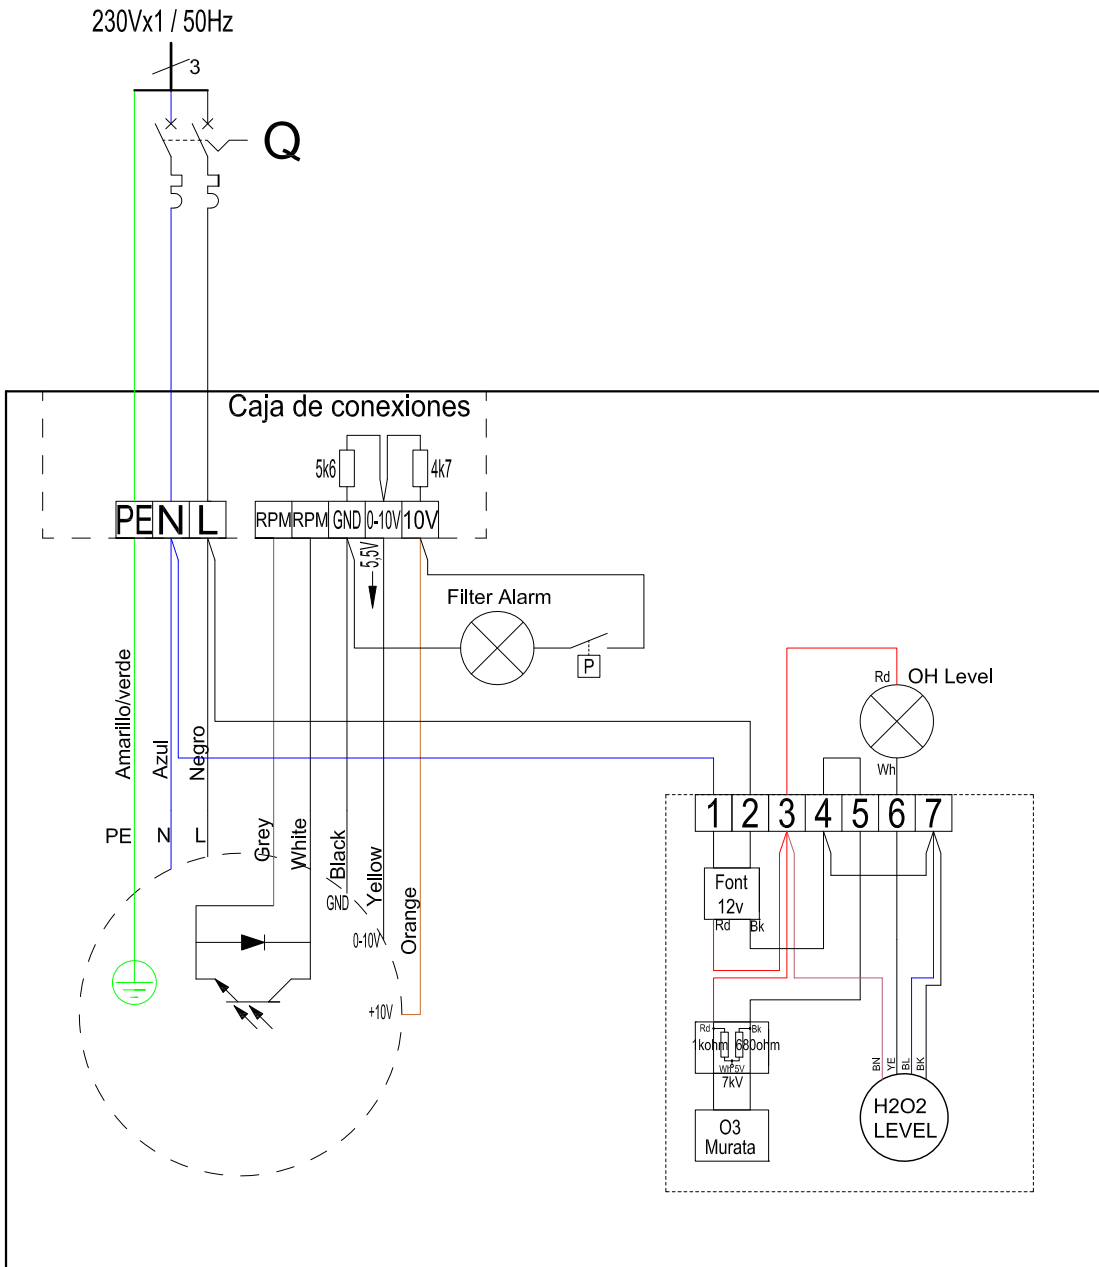 230Vx1 / 50Hz
3
Q
Caja de conexiones
5k6
4k7
PE
N
L
RPM
RPM
GND
0-10V
10V
5,5V
Filter Alarm
P
Amarillo/verde
Azul
Negro
PE
N
L
Grey
White
Black
GND
Yellow
0-10V
Orange
+10V
Rd
OH Level
Wh
1
2
3
4
5
6
7
Font
12v
Rd
Bk
Rd
Bk
1kohm
680ohm
Wh
5V
7kV
O3
Murata
BN
YE
BL
BK
H2O2
LEVEL